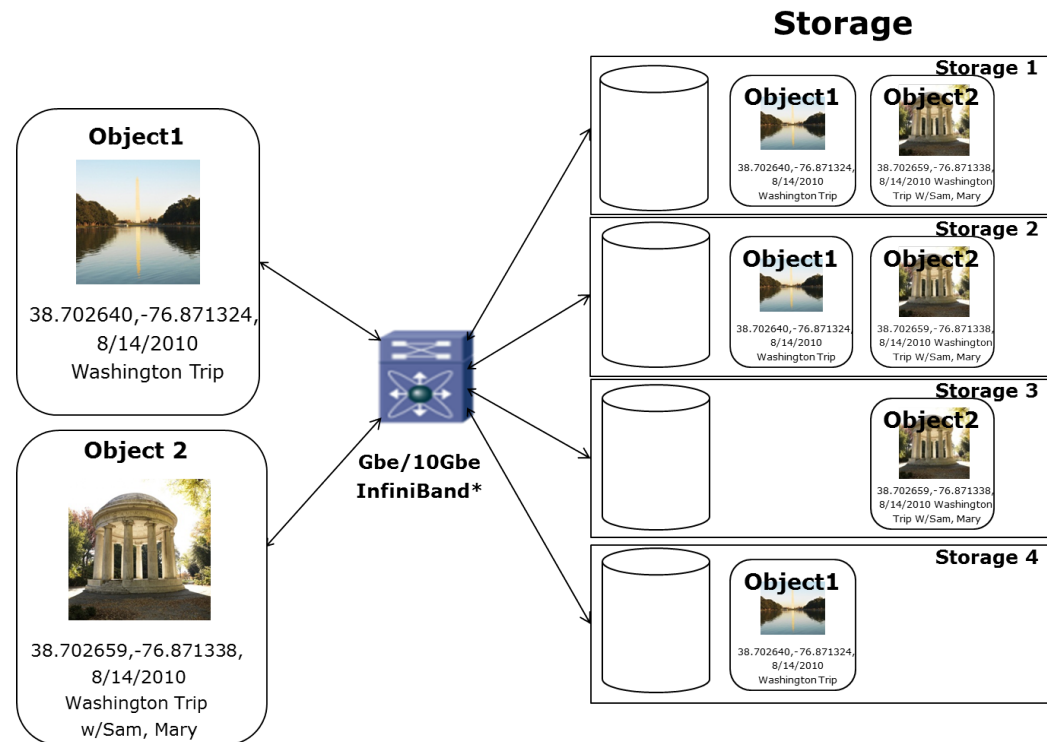 Storage
Object1
38.702640,-76.871324,
8/14/2010
Washington Trip
Object 2
38.702659,-76.871338,
8/14/2010
Washington Trip
w/Sam, Mary
Gbe/10Gbe
InfiniBand*
Storage 1
Object1
38.702640,-76.871324,
8/14/2010
Washington Trip
Object2
38.702659,-76.871338,
8/14/2010 Washington
Trip W/Sam, Mary
Storage 2
Object1
38.702640,-76.871324,
8/14/2010
Washington Trip
Object2
38.702659,-76.871338,
8/14/2010 Washington
Trip W/Sam, Mary
Storage 3
Object2
38.702659,-76.871338,
8/14/2010 Washington
Trip W/Sam, Mary
Storage 4
Object1
38.702640,-76.871324,
8/14/2010
Washington Trip